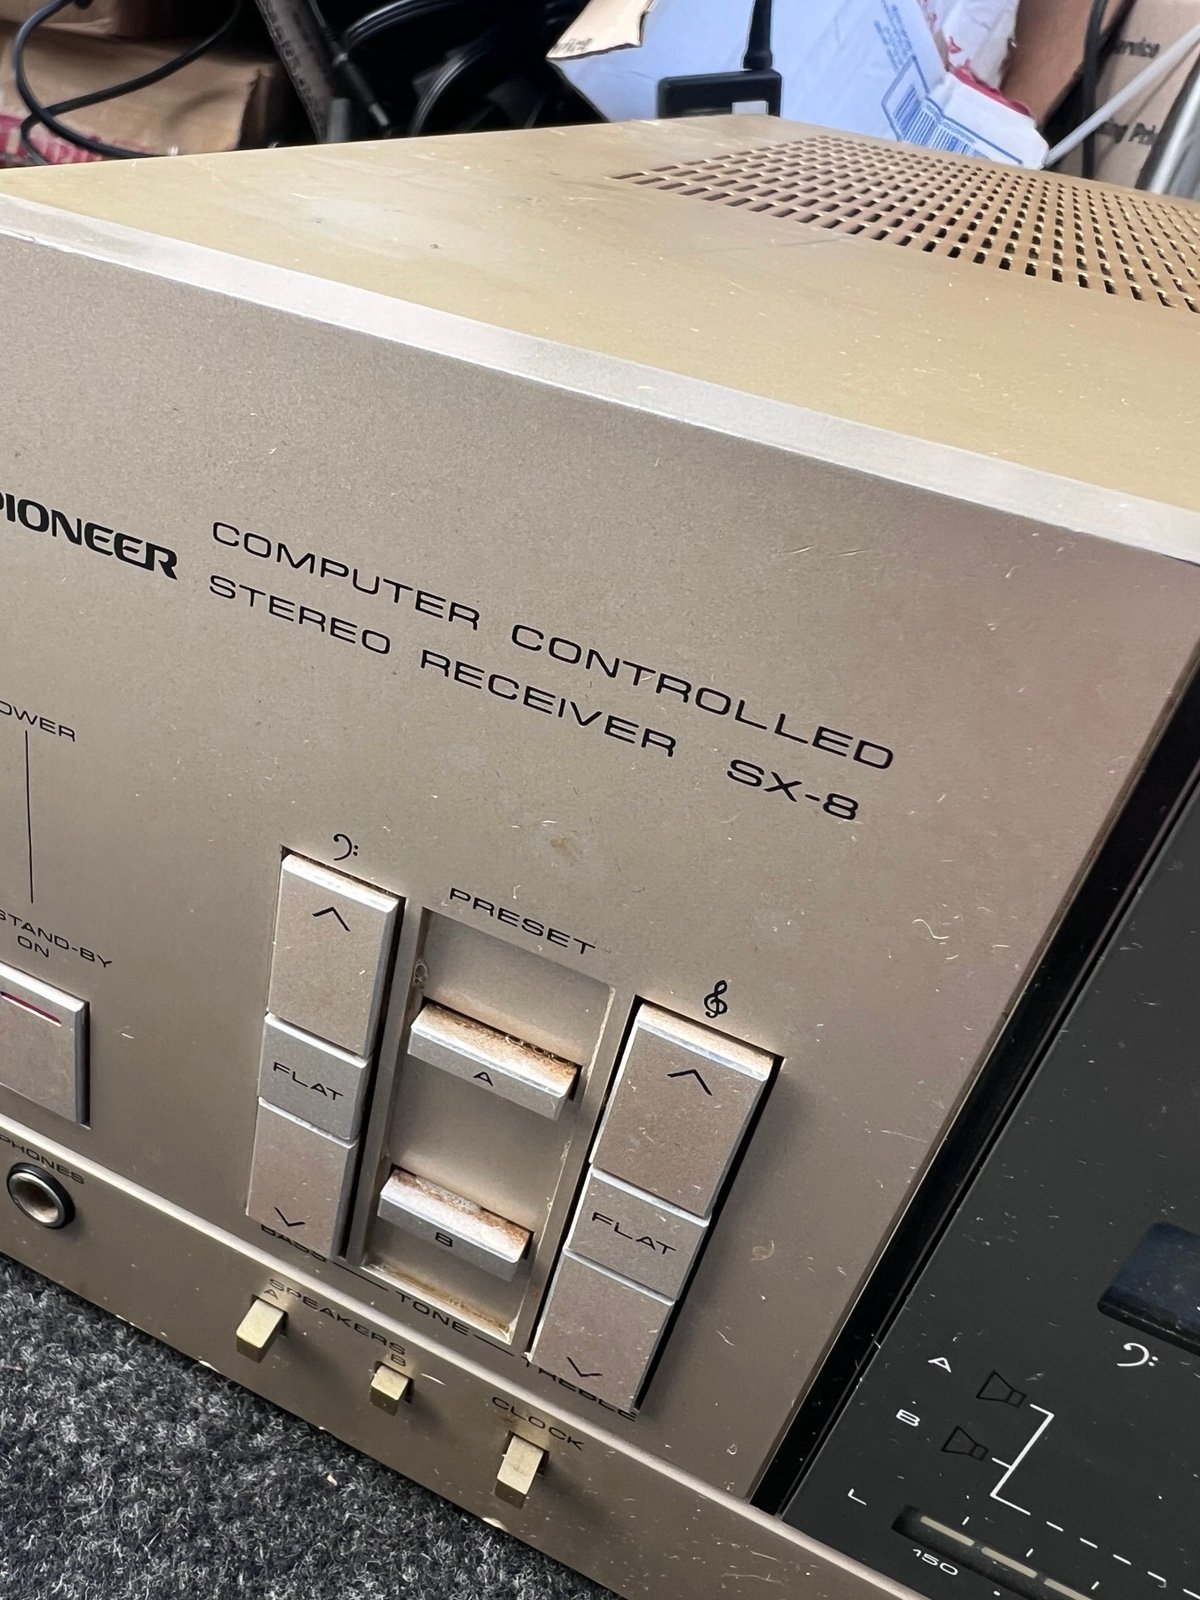 PIONEER
COMPUTER CONTROLLED
STEREO RECEIVER SX-8
POWER
STAND-BY
ON
PRESET
A
FLAT
B
FLAT
PHONES
BASS
TONE
TREBLE
SPEAKERS
A
B
CLOCK
A
B
L
150